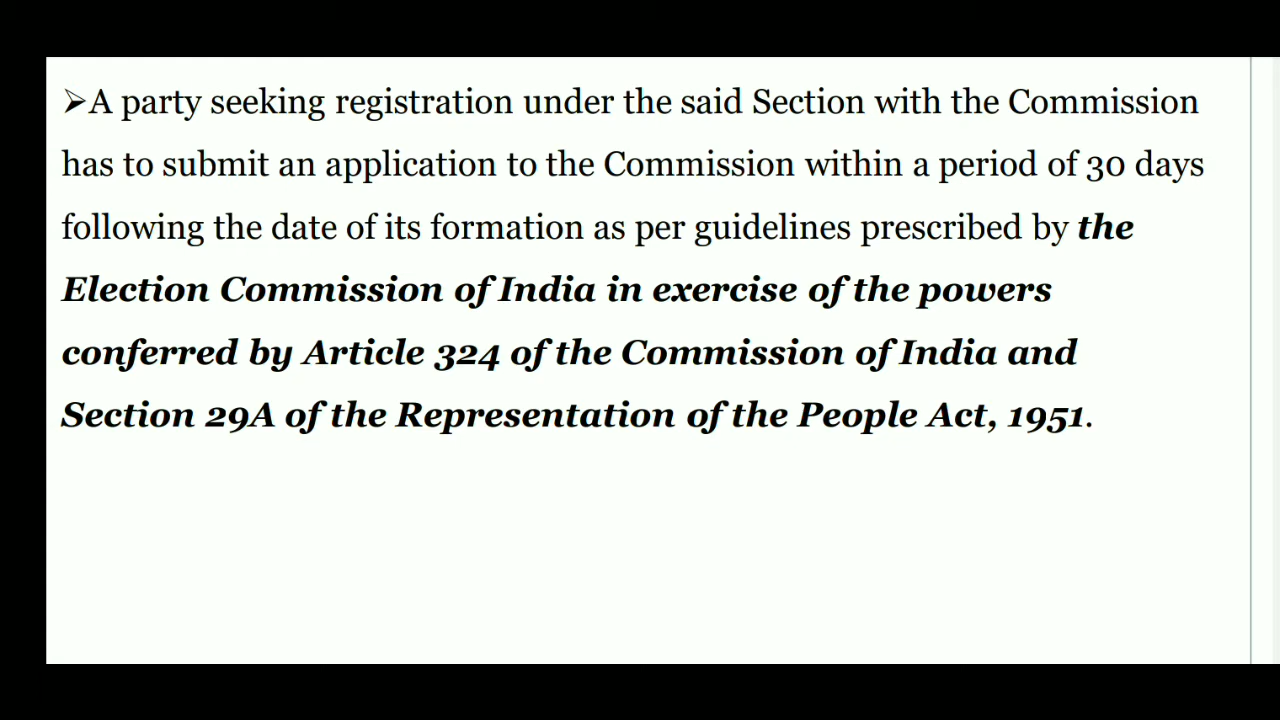 ➢A party seeking registration under the said Section with the Commission
has to submit an application to the Commission within a period of 30 days
following the date of its formation as per guidelines prescribed by the
Election Commission of India in exercise of the powers
conferred by Article 324 of the Commission of India and
Section 29A of the Representation of the People Act, 1951.